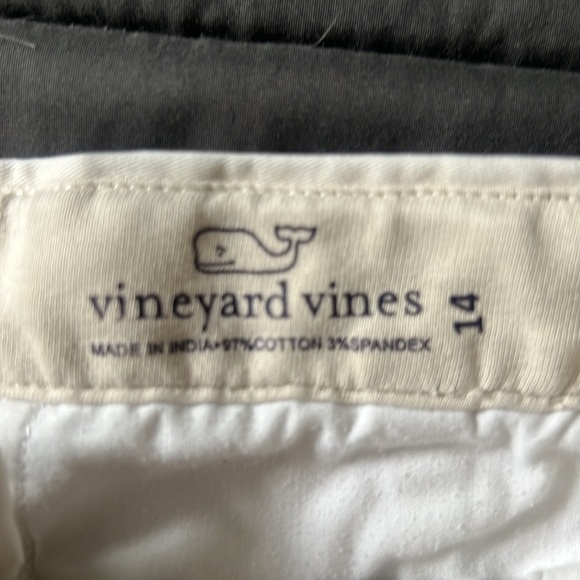 vineyard vines
MADE IN INDIA•97%COTTON 3%SPANDEX
14